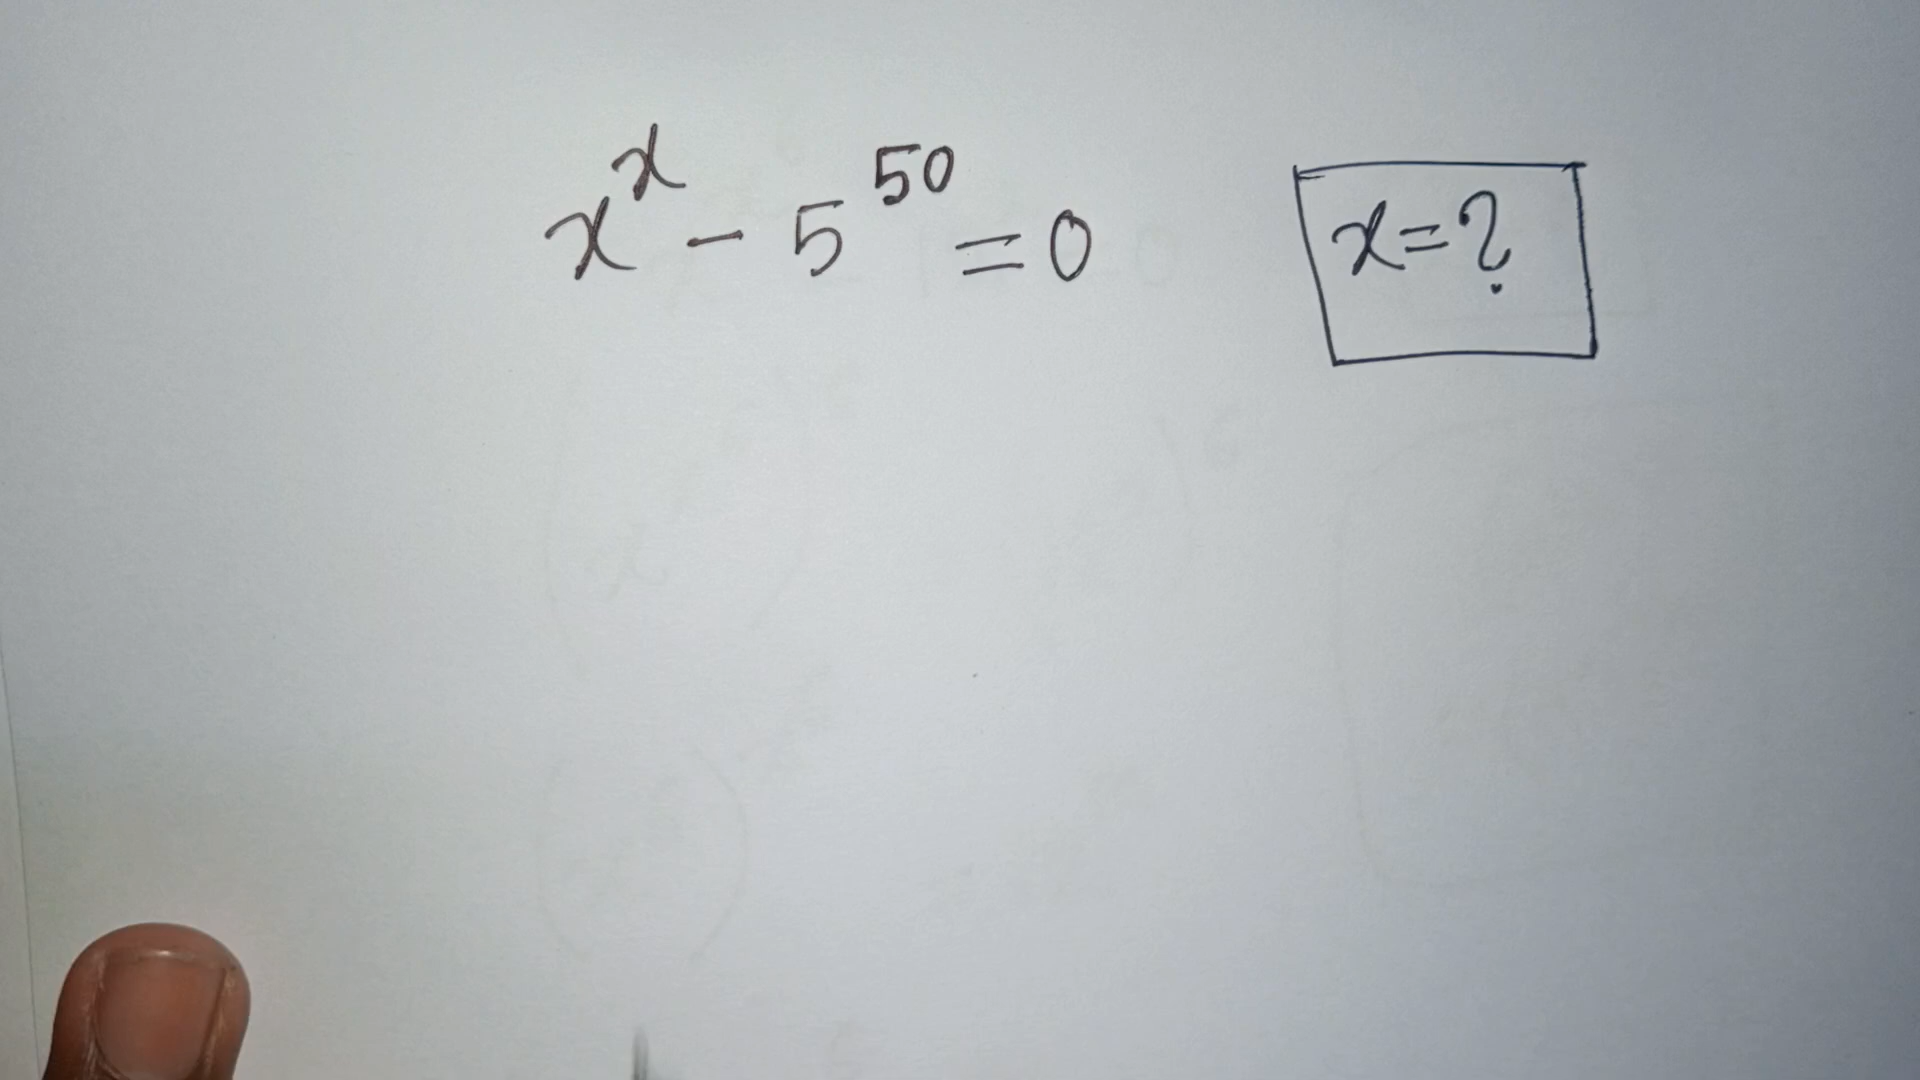 x^x - 5^50 = 0
x = ?